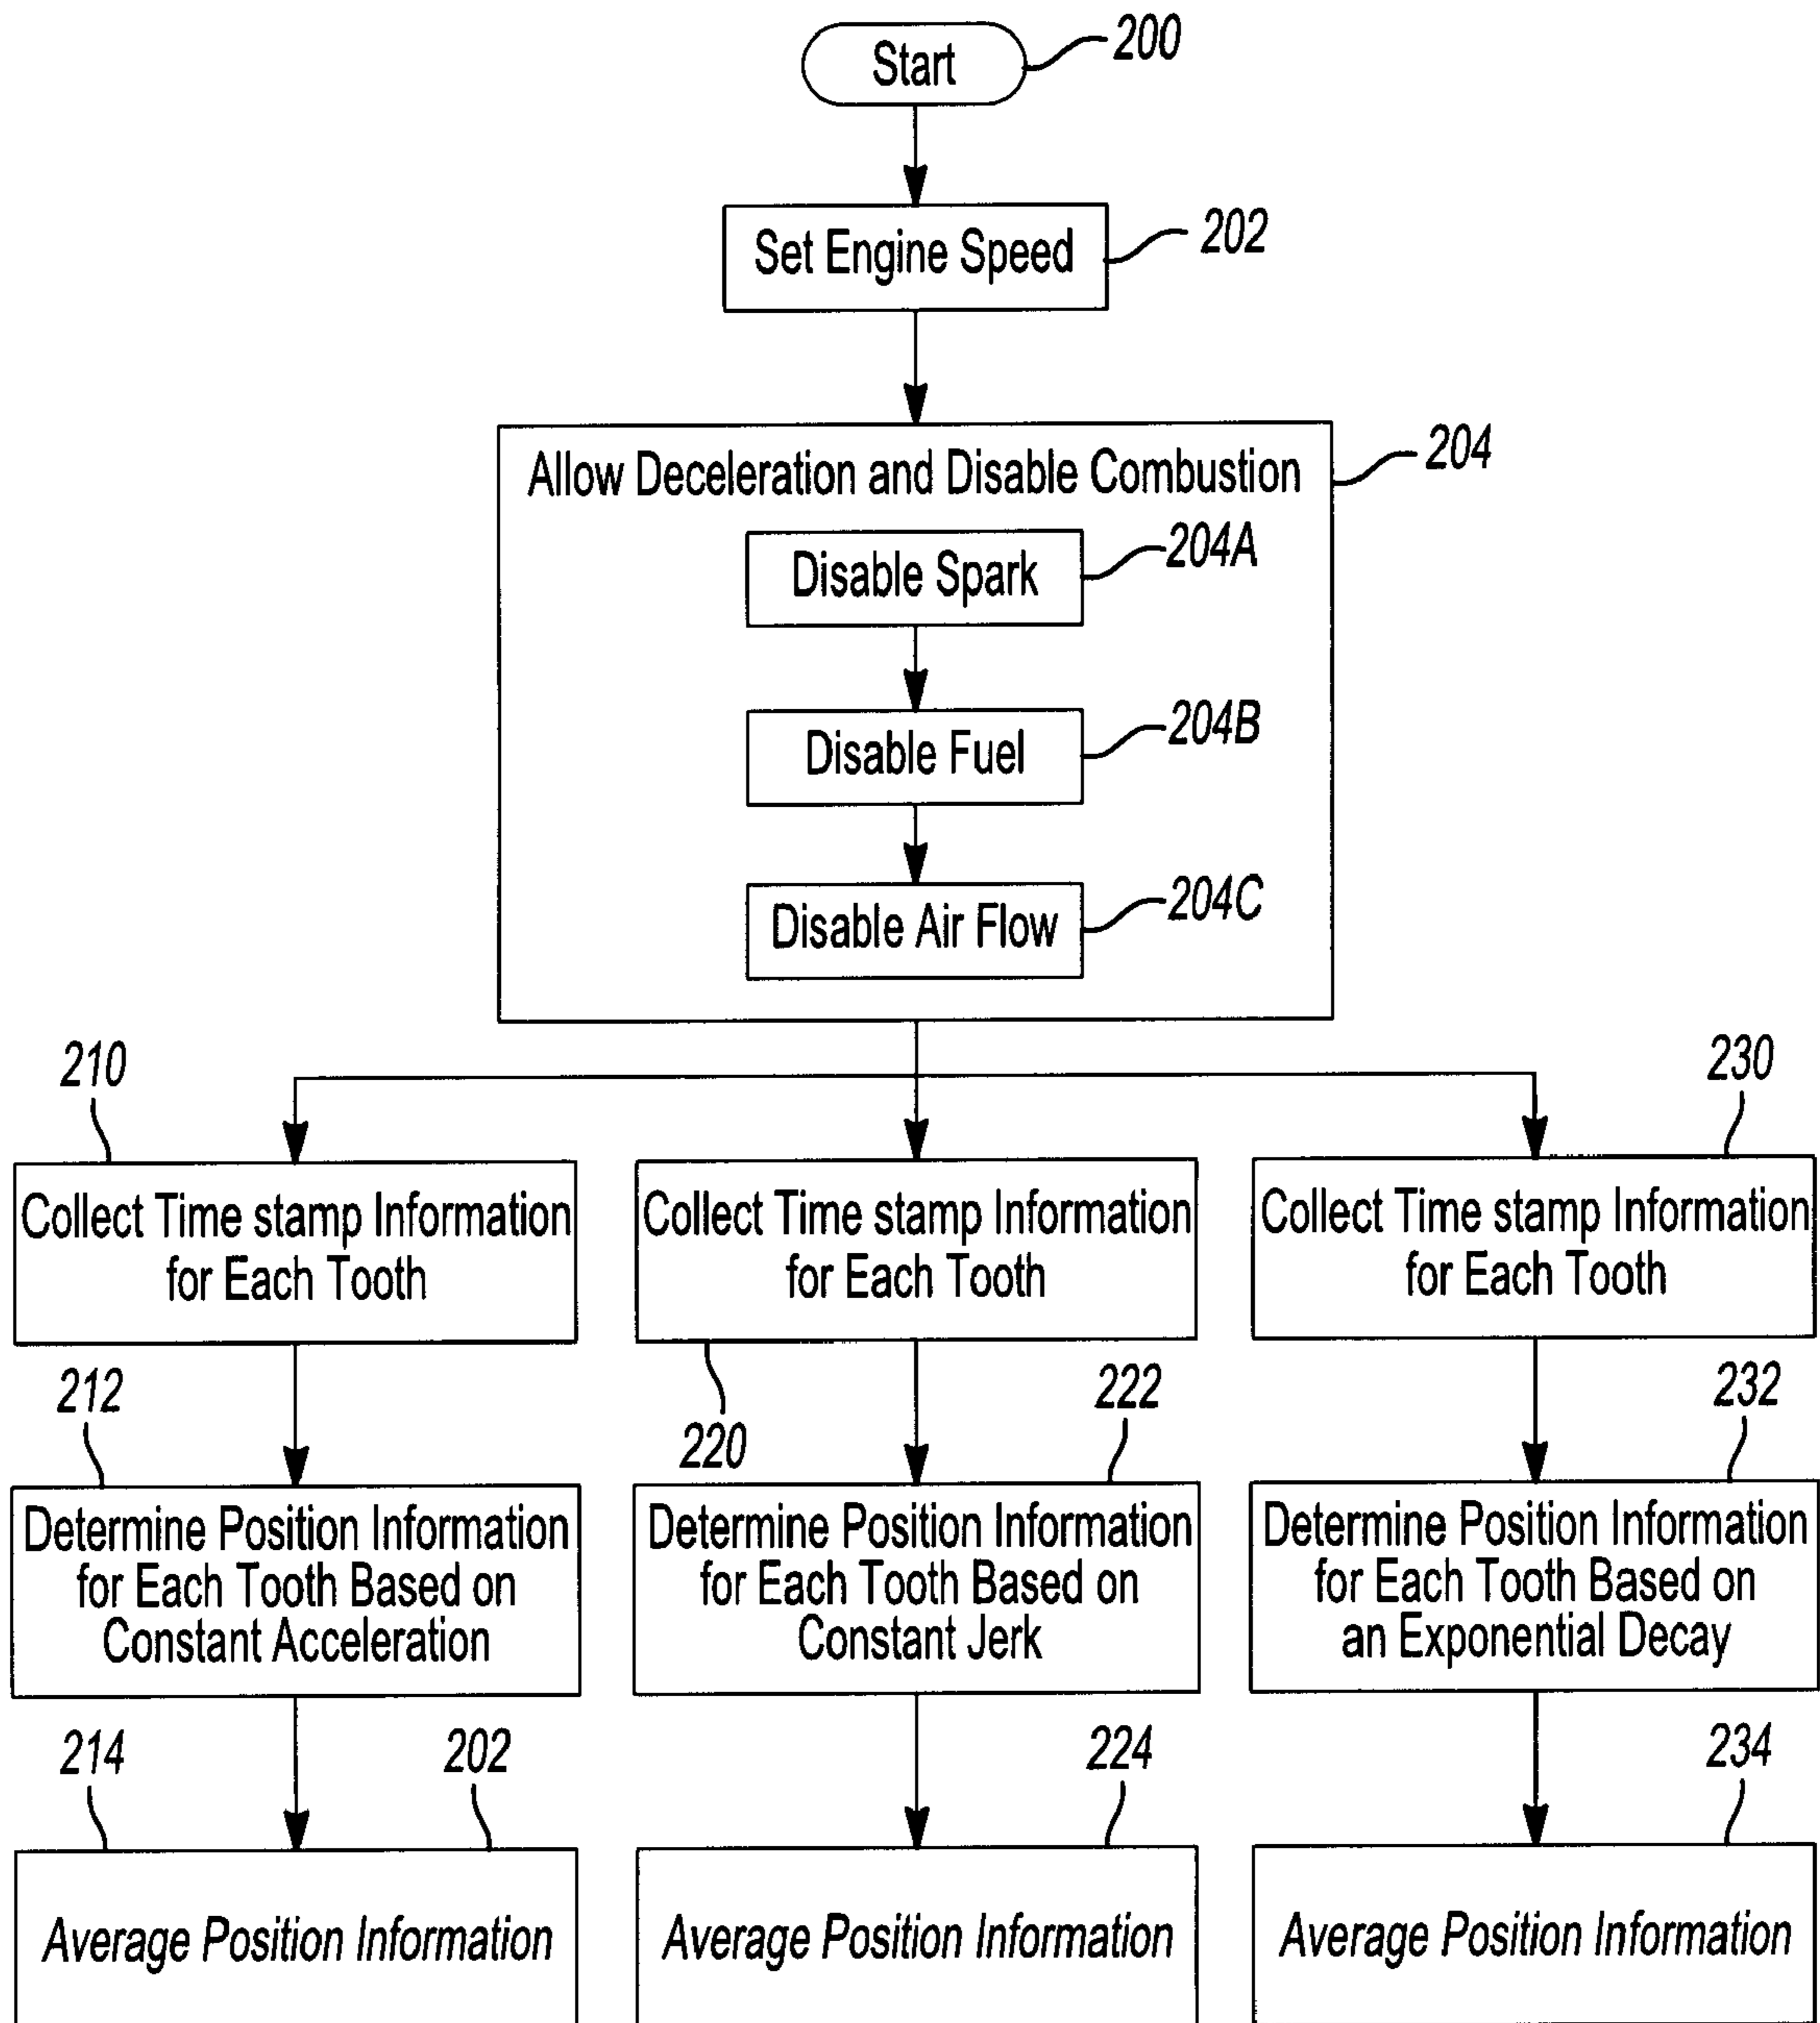 Start
200
Set Engine Speed
202
Allow Deceleration and Disable Combustion
204
Disable Spark
204A
Disable Fuel
204B
Disable Air Flow
204C
210
230
Collect Time stamp Information
for Each Tooth
Collect Time stamp Information
for Each Tooth
Collect Time stamp Information
for Each Tooth
212
220
222
232
Determine Position Information
for Each Tooth Based on
Constant Acceleration
Determine Position Information
for Each Tooth Based on
Constant Jerk
Determine Position Information
for Each Tooth Based on
an Exponential Decay
214
202
224
234
Average Position Information
Average Position Information
Average Position Information